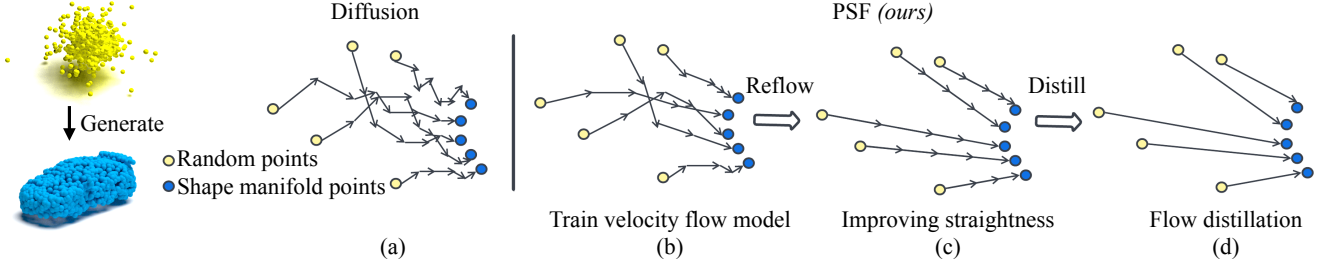 Diffusion
PSF (ours)
Generate
Random points
Shape manifold points
Reflow
Distill
Train velocity flow model
Improving straightness
Flow distillation
(a)
(b)
(c)
(d)